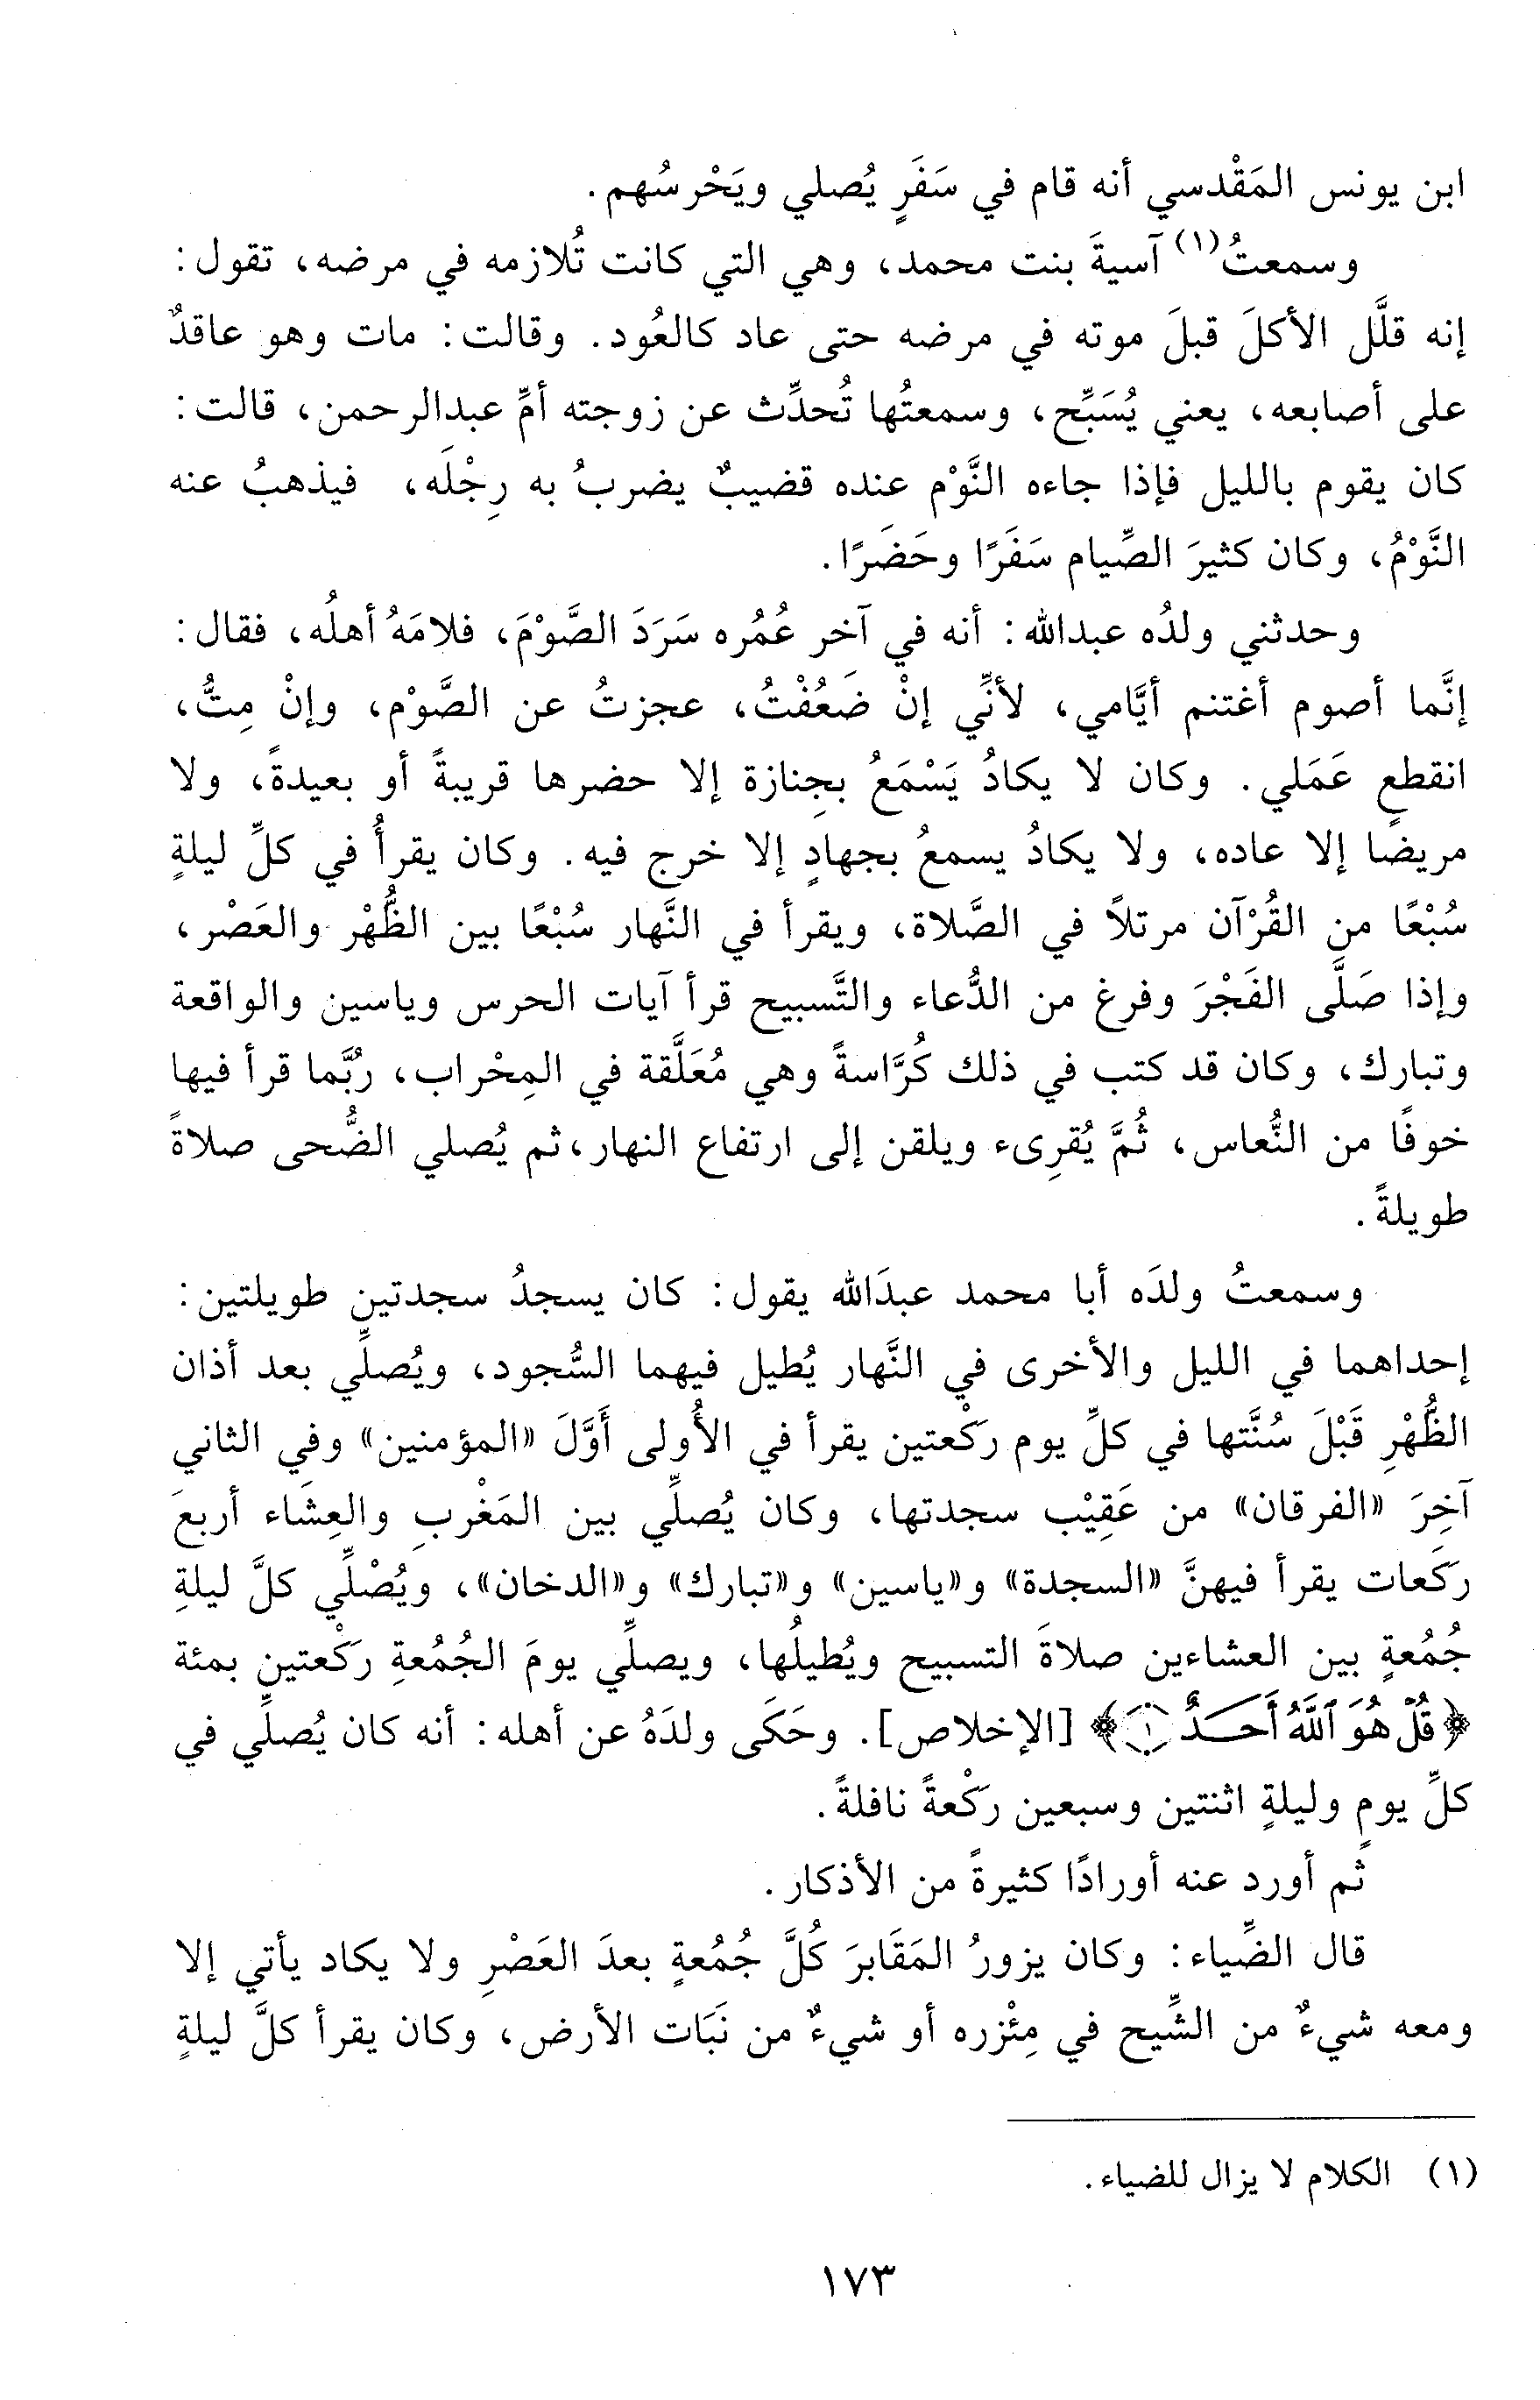 ابن يونس المَقْدسي أنه قام في سَفَرٍ يُصلي ويَحْرسُهم.
وسمعتُ(١) آسيةَ بنت محمد، وهي التي كانت تُلازمه في مرضه، تقول:
إنه قلَّل الأكلَ قبلَ موته في مرضه حتى عاد كالعُود. وقالت: مات وهو عاقدٌ
على أصابعه، يعني يُسَبِّح، وسمعتُها تُحدِّث عن زوجته أمِّ عبدالرحمن، قالت:
كان يقوم بالليل فإذا جاءه النَّوْم عنده قضيبٌ يضربُ به رِجْلَه، فيذهبُ عنه
النَّوْمُ، وكان كثيرَ الصِّيام سَفَرًا وحَضَرًا.
وحدثني ولدُه عبدالله: أنه في آخر عُمُره سَرَدَ الصَّوْمَ، فلامَهُ أهلُه، فقال:
إنَّما أصوم أغتنم أيَّامي، لأنِّي إنْ ضَعُفْتُ، عجزتُ عن الصَّوْم، وإنْ مِتُّ،
انقطع عَمَلي. وكان لا يكادُ يَسْمَعُ بجِنازة إلا حضرها قريبةً أو بعيدةً، ولا
مريضًا إلا عاده، ولا يكادُ يسمعُ بجهادٍ إلا خرج فيه. وكان يقرأُ في كلِّ ليلةٍ
سُبْعًا من القُرْآن مرتلاً في الصَّلاة، ويقرأ في النَّهار سُبْعًا بين الظُّهْر والعَصْر،
وإذا صَلَّى الفَجْرَ وفرغ من الدُّعاء والتَّسبيح قرأ آيات الحرس وياسين والواقعة
وتبارك، وكان قد كتب في ذلك كُرَّاسةً وهي مُعَلَّقة في المِحْراب، ربُّما قرأ فيها
خوفًا من النُّعاس، ثُمَّ يُقرِىء ويلقن إلى ارتفاع النهار،ثم يُصلي الضُّحى صلاةً
طويلةً.
وسمعتُ ولدَه أبا محمد عبدَالله يقول: كان يسجدُ سجدتين طويلتين:
إحداهما في الليل والأخرى في النَّهار يُطيل فيهما السُّجود، ويُصلِّي بعد أذان
الظُّهْرِ قَبْلَ سُنَّتها في كلِّ يوم ركْعتين يقرأ في الأُولى أَوَّلَ «المؤمنين» وفي الثاني
آخِرَ «الفرقان» من عَقِيْب سجدتها، وكان يُصلِّي بين المَغْربِ والعِشَاء أربعَ
ركَعات يقرأ فيهنَّ «السجدة» و«ياسين» و«تبارك» و«الدخان»، ويُصْلِّي كلَّ ليلةِ
جُمُعةٍ بين العشاءين صلاةَ التسبيح ويُطيلُها، ويصلِّي يومَ الجُمُعةِ ركْعتين بمئة
﴿قُلْ هُوَ ٱللَّهُ أَحَـــدٌ ١﴾ [الإخلاص]. وحَكَى ولدَهُ عن أهله: أنه كان يُصلِّي في
كلِّ يومٍ وليلةٍ اثنتين وسبعين ركْعةً نافلةً.
ثم أورد عنه أورادًا كثيرةً من الأذكار.
قال الضِّياء: وكان يزورُ المَقَابرَ كُلَّ جُمُعةٍ بعدَ العَصْرِ ولا يكاد يأتي إلا
ومعه شيءٌ من الشِّيح في مِئْزره أو شيءٌ من نَبَات الأرض، وكان يقرأ كلَّ ليلةٍ
(١) الكلام لا يزال للضياء.
١٧٣